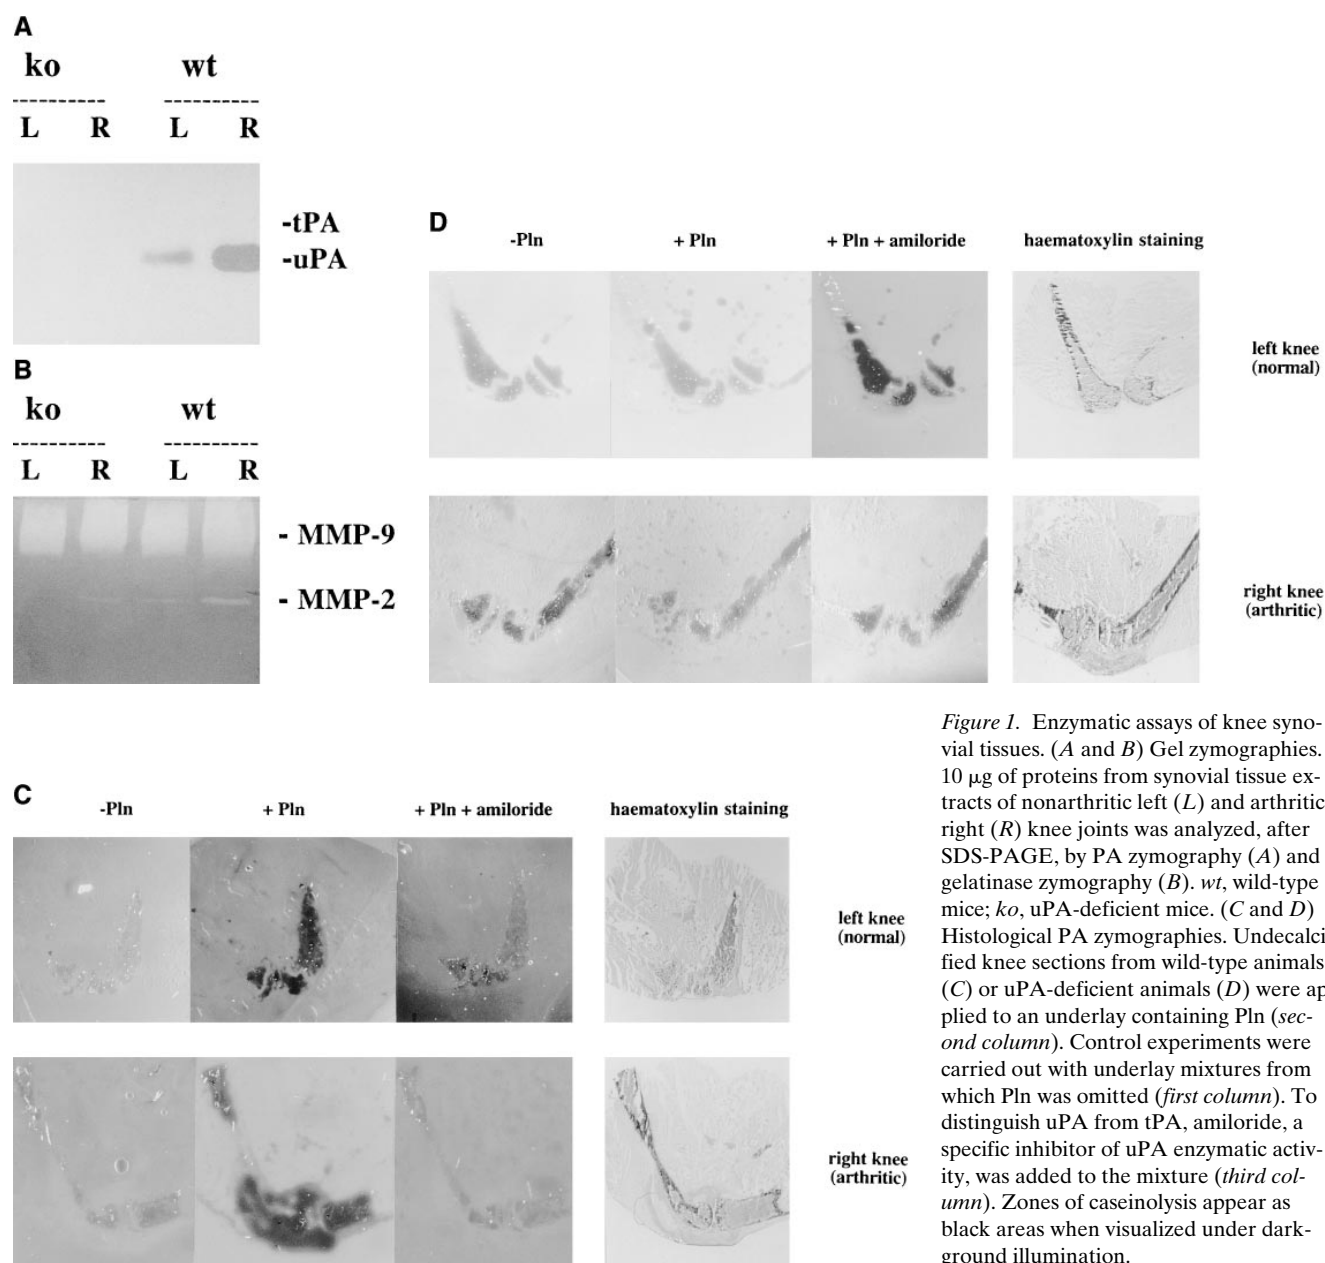 A
ko wt
L R L R
-tPA
-uPA
B
ko wt
L R L R
- MMP-9
- MMP-2
D
-Pln + Pln + Pln + amiloride haematoxylin staining
left knee
(normal)
right knee
(arthritic)
C
-Pln + Pln + Pln + amiloride haematoxylin staining
left knee
(normal)
right knee
(arthritic)
Figure 1. Enzymatic assays of knee syno-
vial tissues. (A and B) Gel zymographies.
10 μg of proteins from synovial tissue ex-
tracts of nonarthritic left (L) and arthritic
right (R) knee joints was analyzed, after
SDS-PAGE, by PA zymography (A) and
gelatinase zymography (B). wt, wild-type
mice; ko, uPA-deficient mice. (C and D)
Histological PA zymographies. Undecalci-
fied knee sections from wild-type animals
(C) or uPA-deficient animals (D) were ap-
plied to an underlay containing Pln (sec-
ond column). Control experiments were
carried out with underlay mixtures from
which Pln was omitted (first column). To
distinguish uPA from tPA, amiloride, a
specific inhibitor of uPA enzymatic activ-
ity, was added to the mixture (third col-
umn). Zones of caseinolysis appear as
black areas when visualized under dark-
ground illumination.